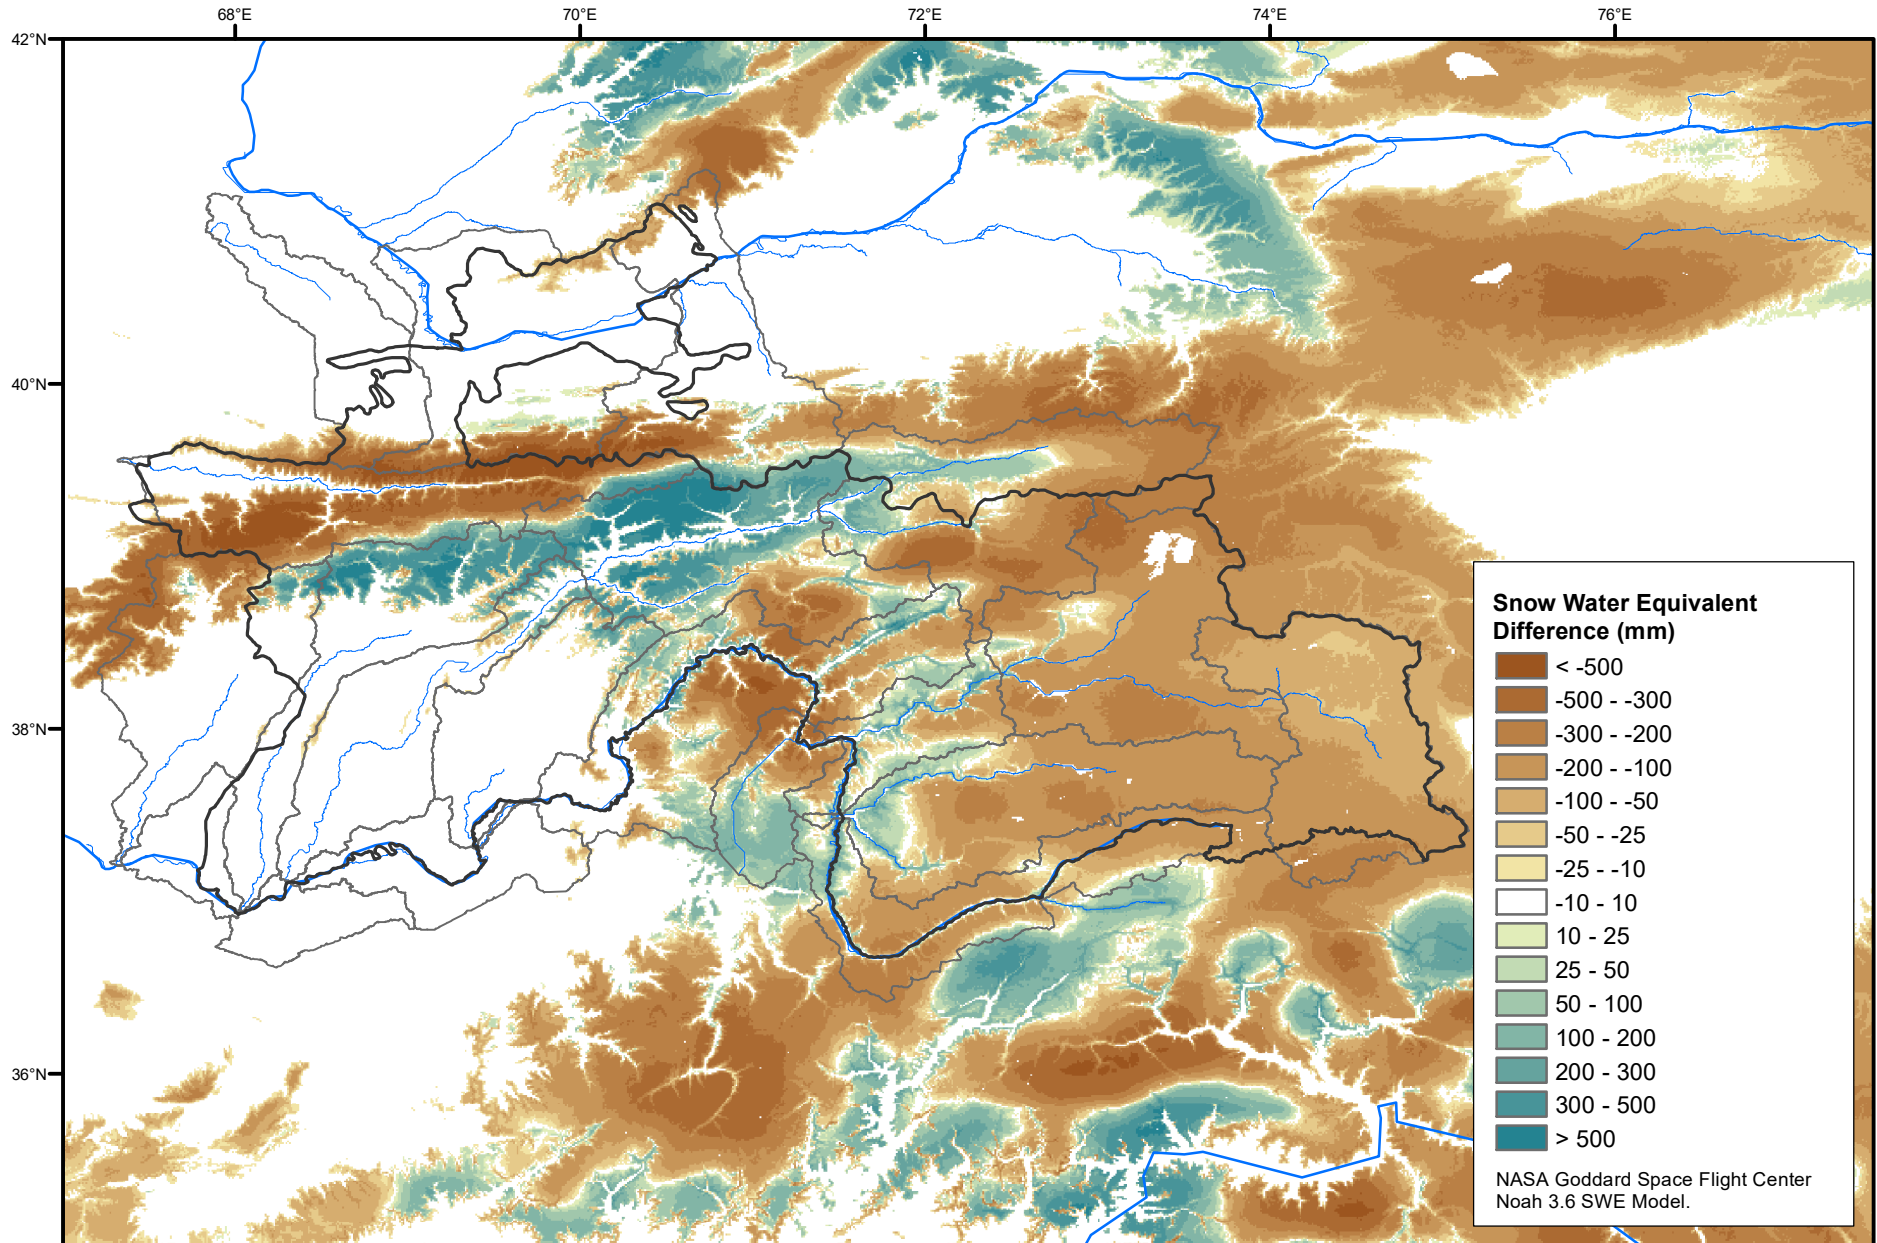 68°E 70°E 72°E 74°E 76°E
42°N
40°N
38°N
36°N
Snow Water Equivalent
Difference (mm)
< -500
-500 - -300
-300 - -200
-200 - -100
-100 - -50
-50 - -25
-25 - -10
-10 - 10
10 - 25
25 - 50
50 - 100
100 - 200
200 - 300
300 - 500
> 500
NASA Goddard Space Flight Center
Noah 3.6 SWE Model.